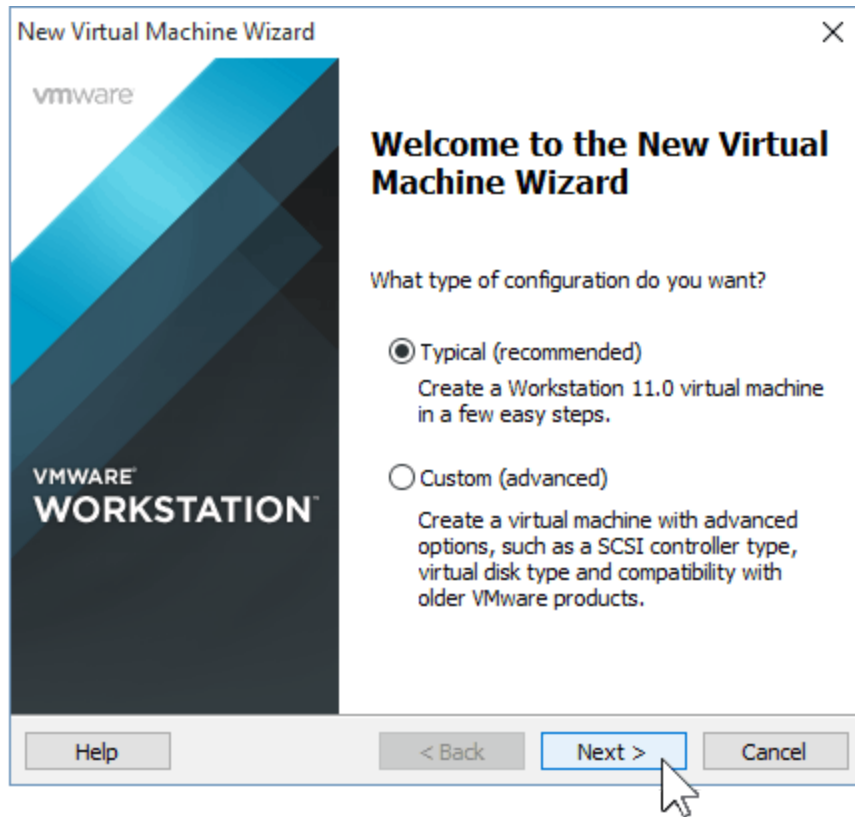 New Virtual Machine Wizard
vmware
Welcome to the New Virtual
Machine Wizard
What type of configuration do you want?
Typical (recommended)
Create a Workstation 11.0 virtual machine
in a few easy steps.
Custom (advanced)
Create a virtual machine with advanced
options, such as a SCSI controller type,
virtual disk type and compatibility with
older VMware products.
VMWARE®
WORKSTATION™
Help
< Back
Next >
Cancel